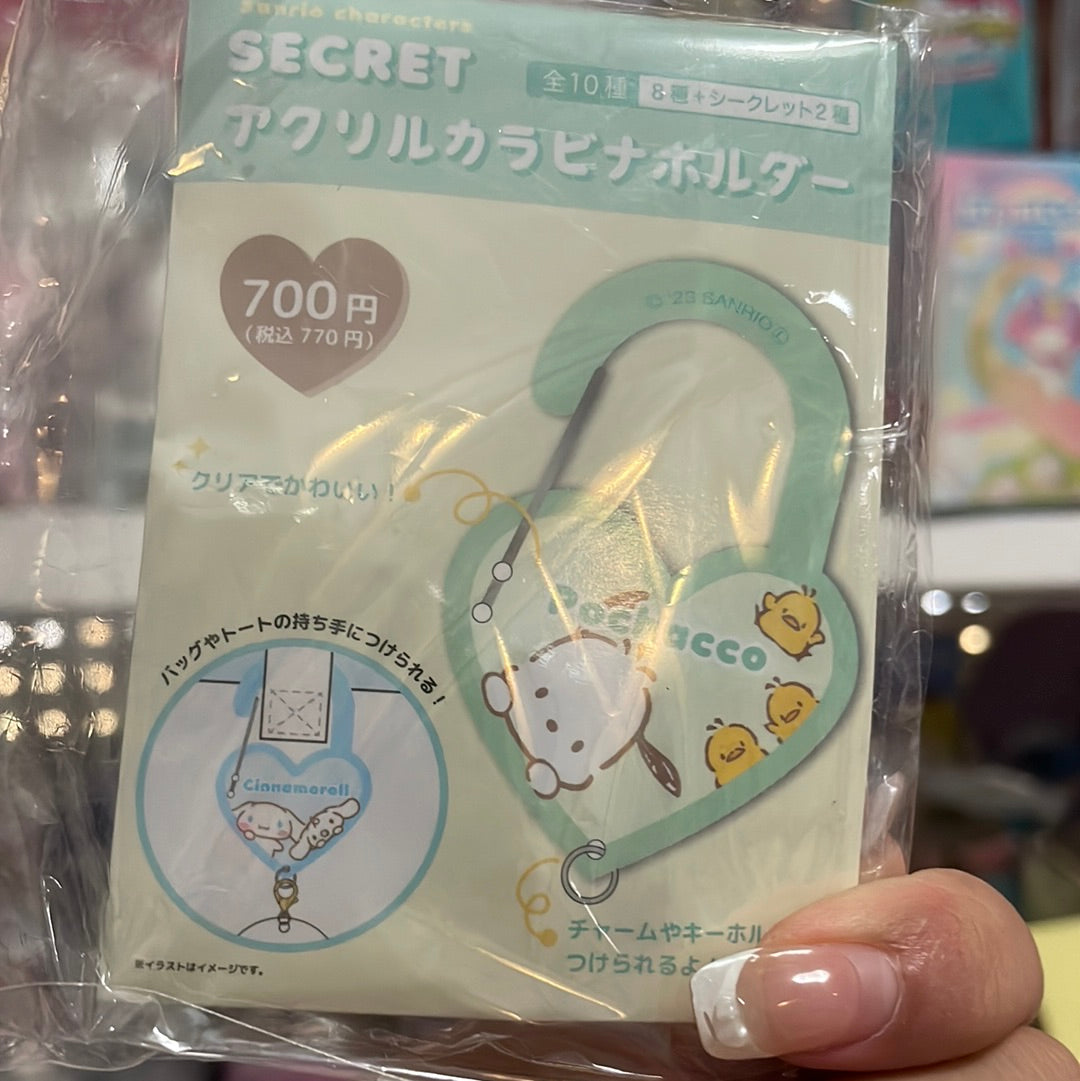 Sanrio characters
SECRET
全10種 8種+シークレット2種
アクリルカラビナホルダー
700円
(税込 770円)
© '23 SANRIO Ⓛ
クリアでかわいい!
Pochacco
バッグやトートの持ち手につけられる!
Cinnamoroll
チャームやキーホル
つけられるよ
※イラストはイメージです。